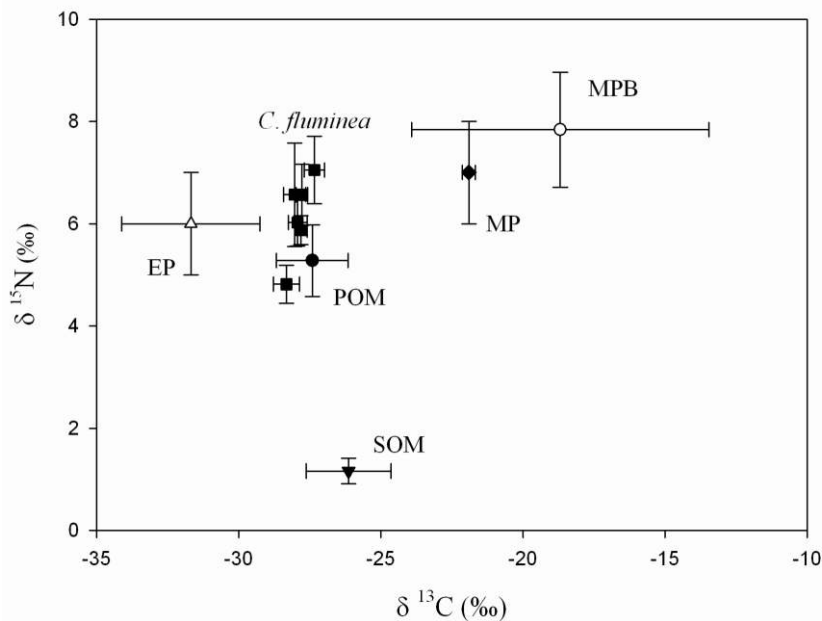 10
MPB
C. fluminea
8
MP
6
EP
POM
4
SOM
2
0
-35 -30 -25 -20 -15 -10
δ ¹⁵N (‰)
δ ¹³C (‰)